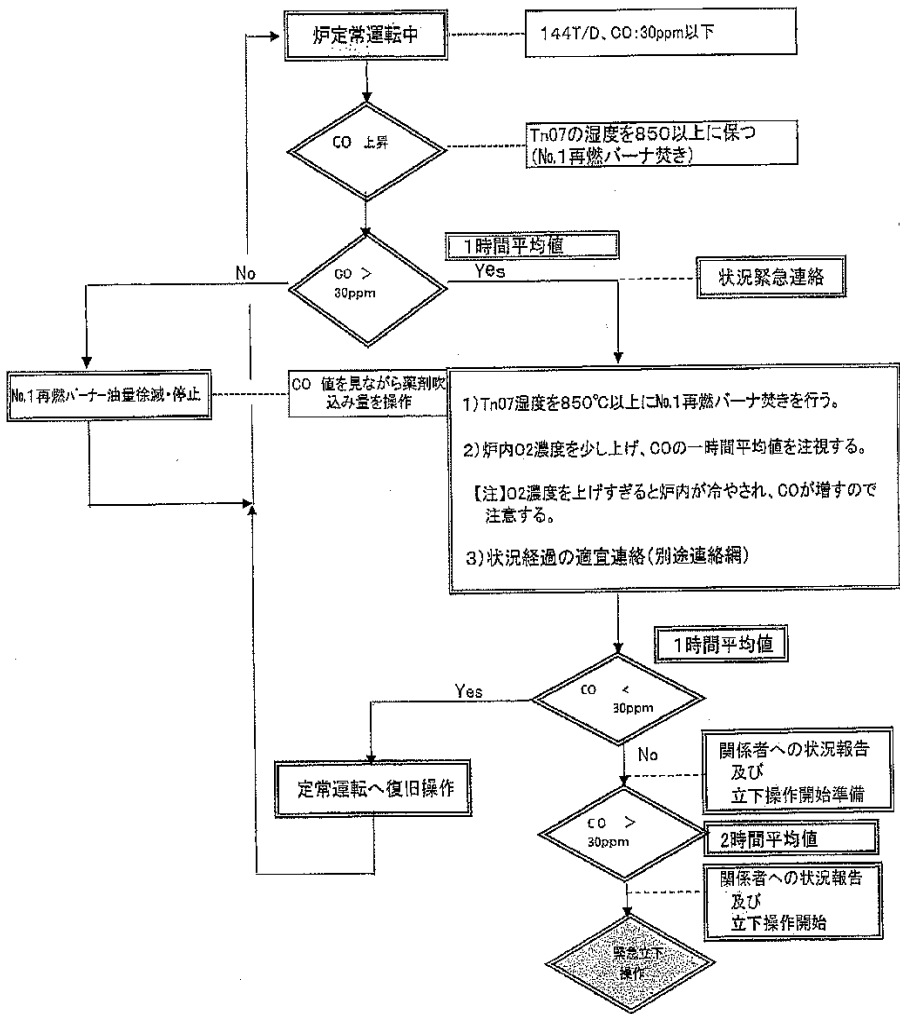 炉定常運転中
144T/D、CO:30ppm以下
CO 上昇
Tn07の湿度を850以上に保つ
(No.1再燃バーナ焚き)
1時間平均値
No
CO >
30ppm
Yes
状況緊急連絡
No.1再燃バーナー油量徐減・停止
CO 値を見ながら薬剤吹
込み量を操作
1)Tn07湿度を850℃以上にNo.1再燃バーナ焚きを行う。
2)炉内O2濃度を少し上げ、COの一時間平均値を注視する。
【注】O2濃度を上げすぎると炉内が冷やされ、COが増すので
注意する。
3)状況経過の適宜連絡(別途連絡網)
1時間平均値
Yes
CO <
30ppm
No
関係者への状況報告
及び
立下操作開始準備
定常運転へ復旧操作
CO >
30ppm
2時間平均値
関係者への状況報告
及び
立下操作開始
緊急立下
操作